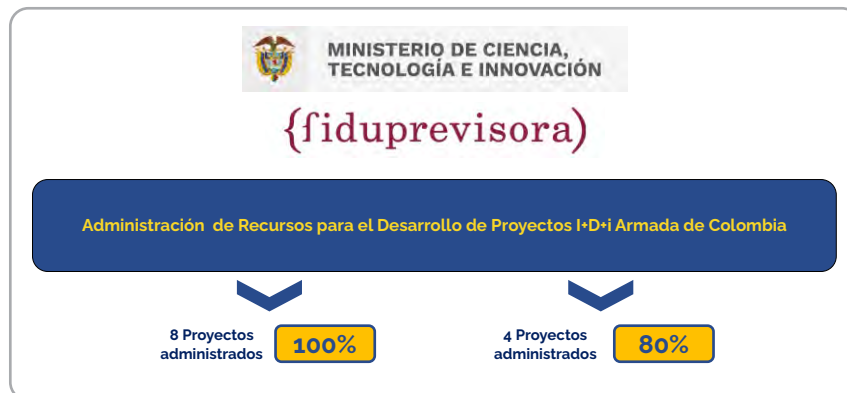 MINISTERIO DE CIENCIA,
TECNOLOGÍA E INNOVACIÓN
{fiduprevisora)
Administración de Recursos para el Desarrollo de Proyectos I+D+i Armada de Colombia
8 Proyectos
administrados
100%
4 Proyectos
administrados
80%